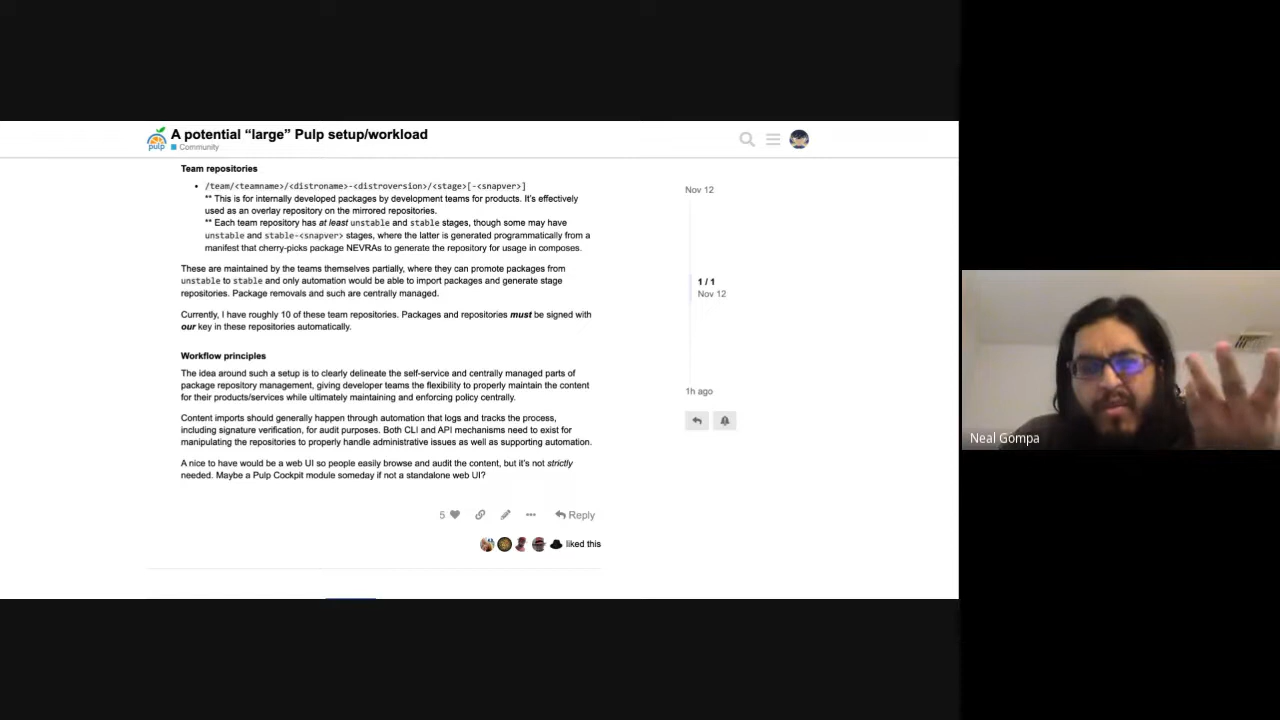 A potential “large” Pulp setup/workload
pulp
Community
Team repositories
• /team/<teamname>/<distroname>-<distroversion>/<stage>[-<snapver>]
** This is for internally developed packages by development teams for products. It’s effectively
used as an overlay repository on the mirrored repositories.
** Each team repository has at least unstable and stable stages, though some may have
unstable and stable-<snapver> stages, where the latter is generated programmatically from a
manifest that cherry-picks package NEVRAs to generate the repository for usage in composes.
These are maintained by the teams themselves partially, where they can promote packages from
unstable to stable and only automation would be able to import packages and generate stage
repositories. Package removals and such are centrally managed.
Currently, I have roughly 10 of these team repositories. Packages and repositories must be signed with
our key in these repositories automatically.
Workflow principles
The idea around such a setup is to clearly delineate the self-service and centrally managed parts of
package repository management, giving developer teams the flexibility to properly maintain the content
for their products/services while ultimately maintaining and enforcing policy centrally.
Content imports should generally happen through automation that logs and tracks the process,
including signature verification, for audit purposes. Both CLI and API mechanisms need to exist for
manipulating the repositories to properly handle administrative issues as well as supporting automation.
A nice to have would be a web UI so people easily browse and audit the content, but it’s not strictly
needed. Maybe a Pulp Cockpit module someday if not a standalone web UI?
5
Reply
liked this
Nov 12
1 / 1
Nov 12
1h ago
Neal Gompa